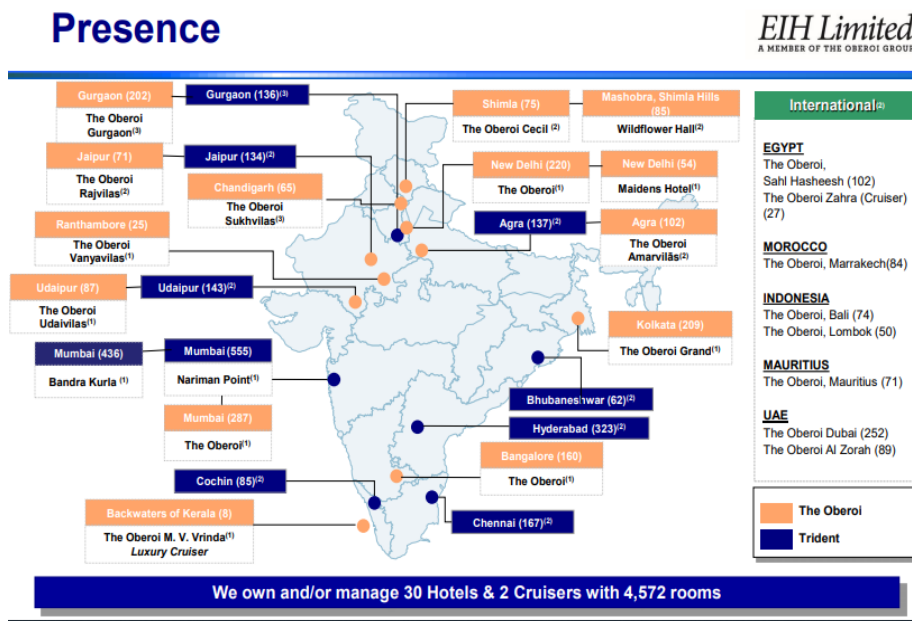 Presence
EIH Limited
A MEMBER OF THE OBEROI GROUP
Gurgaon (202)
The Oberoi
Gurgaon(3)
Gurgaon (136)(3)
Shimla (75)
The Oberoi Cecil (2)
Mashobra, Shimla Hills
(85)
Wildflower Hall(2)
Jaipur (71)
The Oberoi
Rajvilas(2)
Jaipur (134)(2)
Chandigarh (65)
The Oberoi
Sukhvilas(3)
New Delhi (220)
The Oberoi(1)
New Delhi (54)
Maidens Hotel(1)
Ranthambore (25)
The Oberoi
Vanyavilas(1)
Agra (137)(2)
Agra (102)
The Oberoi
Amarvilās(2)
Udaipur (87)
The Oberoi
Udaivilas(1)
Udaipur (143)(2)
Kolkata (209)
The Oberoi Grand(1)
Mumbai (436)
Bandra Kurla (1)
Mumbai (555)
Nariman Point(1)
Mumbai (287)
The Oberoi(1)
Bhubaneshwar (62)(2)
Hyderabad (323)(2)
Bangalore (160)
The Oberoi(1)
Cochin (85)(2)
Chennai (167)(2)
Backwaters of Kerala (8)
The Oberoi M. V. Vrinda(1)
Luxury Cruiser
International(2)
EGYPT
The Oberoi,
Sahl Hasheesh (102)
The Oberoi Zahra (Cruiser)
(27)
MOROCCO
The Oberoi, Marrakech(84)
INDONESIA
The Oberoi, Bali (74)
The Oberoi, Lombok (50)
MAURITIUS
The Oberoi, Mauritius (71)
UAE
The Oberoi Dubai (252)
The Oberoi Al Zorah (89)
The Oberoi
Trident
We own and/or manage 30 Hotels & 2 Cruisers with 4,572 rooms